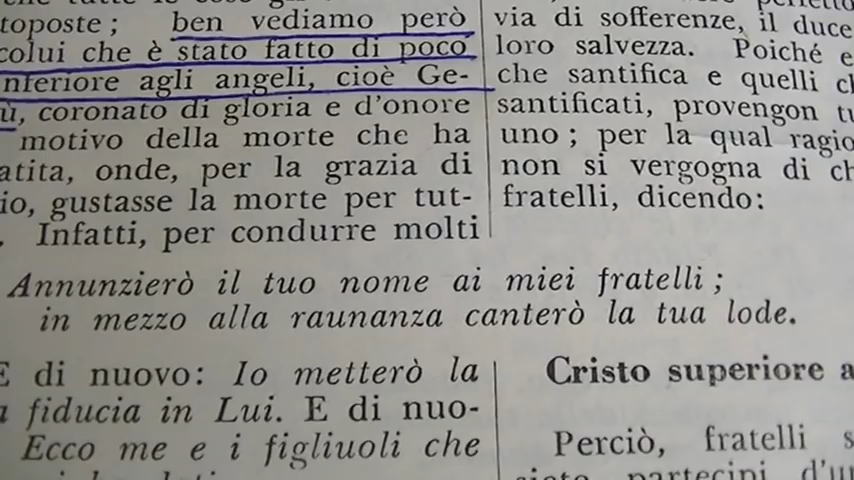 toposte; ben vediamo però
colui che è stato fatto di poco
nferiore agli angeli, cioè Ge-
ù, coronato di gloria e d'onore
motivo della morte che ha
atita, onde, per la grazia di
io, gustasse la morte per tut-
. Infatti, per condurre molti
via di sofferenze, il duce
loro salvezza. Poiché e
che santifica e quelli ch
santificati, provengon tu
uno; per la qual ragio
non si vergogna di ch
fratelli, dicendo:
Annunzierò il tuo nome ai miei fratelli;
in mezzo alla raunanza canterò la tua lode.
E di nuovo: Io metterò la
a fiducia in Lui. E di nuo-
Ecco me e i figliuoli che
Cristo superiore a
Perciò, fratelli s
siete partecipi d'u